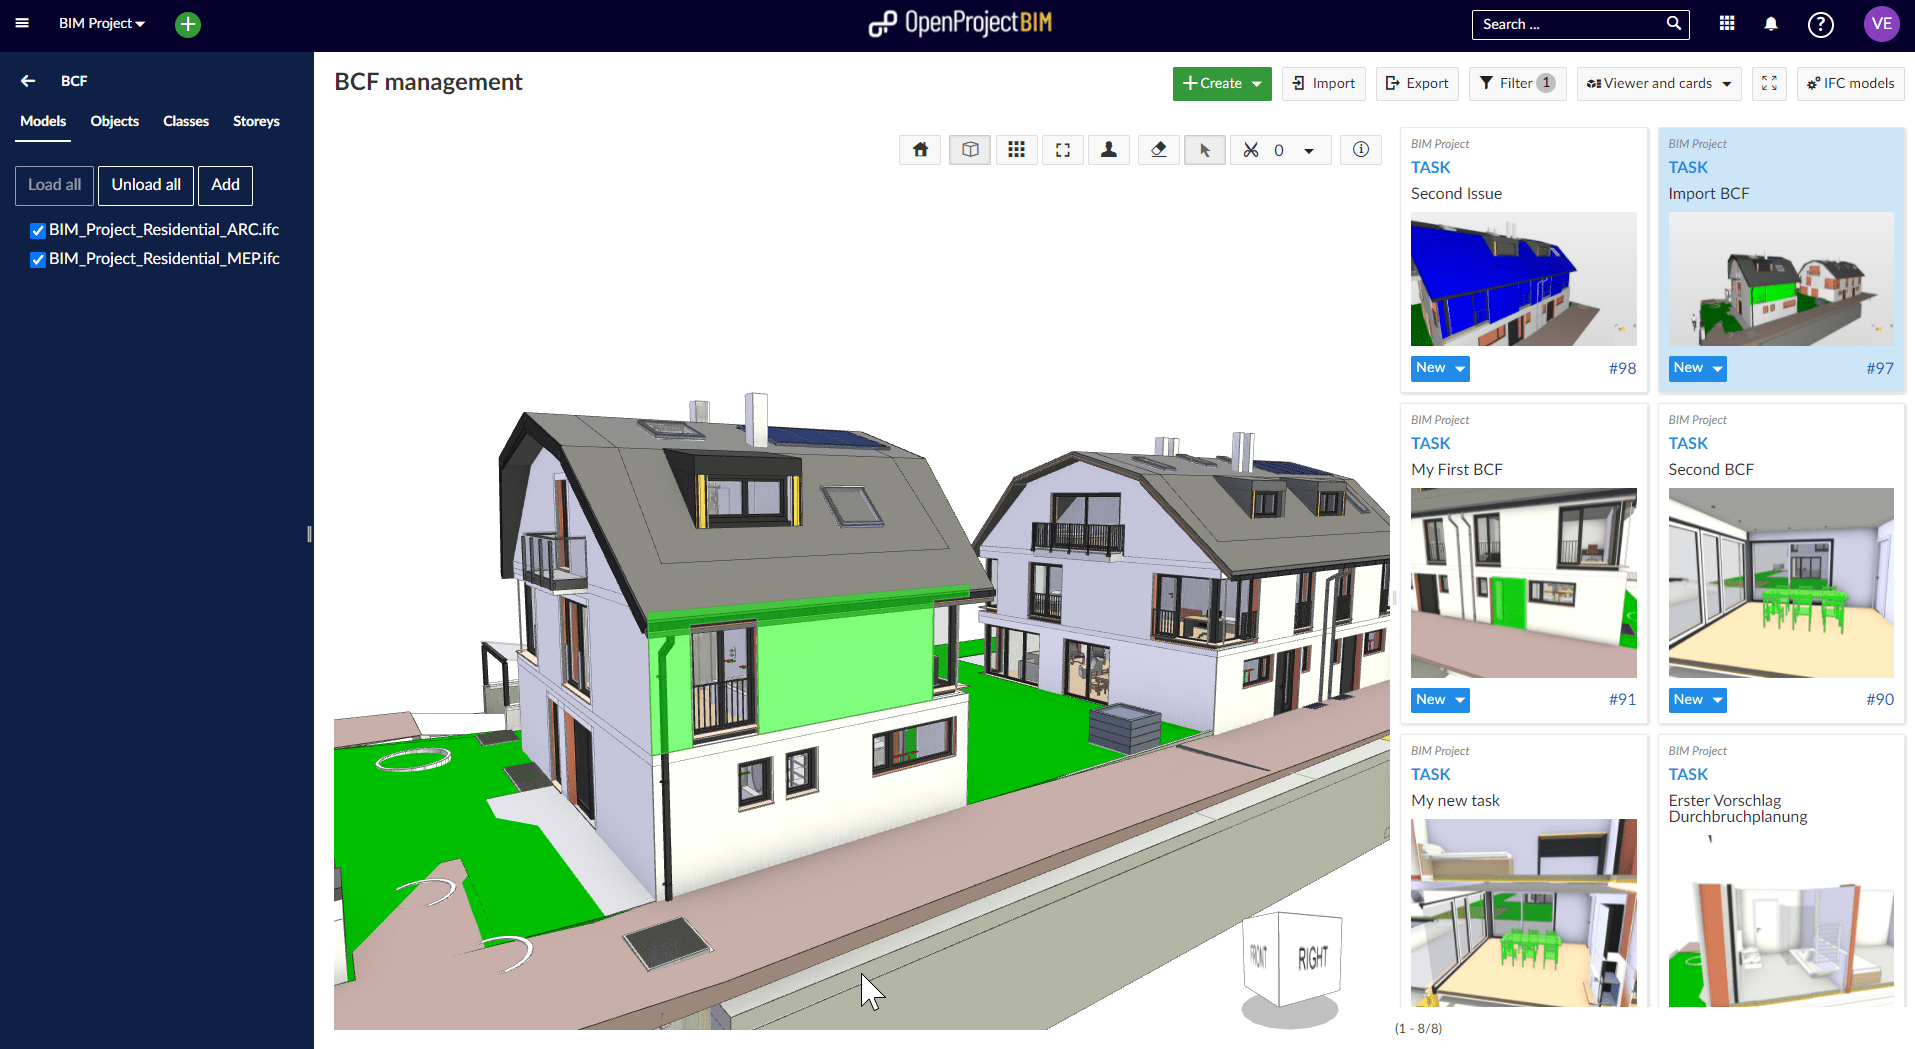 BIM Project
OpenProjectBIM
Search ...
VE
BCF
Models Objects Classes Storeys
Load all Unload all Add
BIM_Project_Residential_ARC.ifc
BIM_Project_Residential_MEP.ifc
BCF management
Create Import Export Filter 1 Viewer and cards IFC models
0
BIM Project
TASK
Second Issue
New #98
BIM Project
TASK
Import BCF
New #97
BIM Project
TASK
My First BCF
New #91
BIM Project
TASK
Second BCF
New #90
BIM Project
TASK
My new task
BIM Project
TASK
Erster Vorschlag
Durchbruchplanung
FRONT RIGHT
(1 - 8/8)